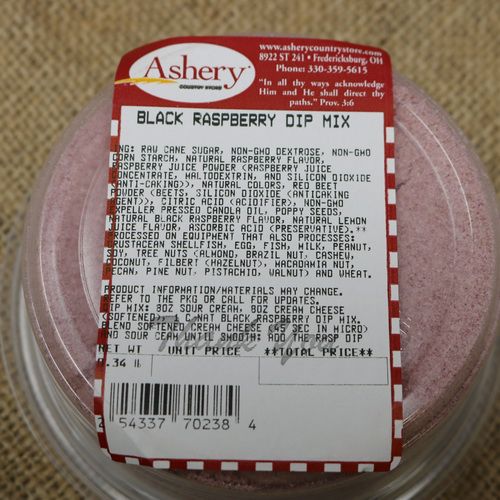 Ashery
COUNTRY STORE
www.asherycountrystore.com
8922 ST 241 • Fredericksburg, OH
Phone: 330-359-5615
"In all thy ways acknowledge
Him and He shall direct thy
paths." Prov. 3:6
BLACK RASPBERRY DIP MIX
ING: RAW CANE SUGAR, NON-GMO DEXTROSE, NON-GMO
CORN STARCH, NATURAL RASPBERRY FLAVOR,
RASPBERRY JUICE POWDER (RASPBERRY JUICE
CONCENTRATE, MALTODEXTRIN, AND SILICON DIOXIDE
(ANTI-CAKING)), NATURAL COLORS, RED BEET
POWDER (BEETS, SILICON DIOXIDE (ANTICAKING
AGENT)), CITRIC ACID (ACIDIFIER), NON-GMO
EXPELLER PRESSED CANOLA OIL, POPPY SEEDS,
NATURAL BLACK RASPBERRY FLAVOR, NATURAL LEMON
JUICE FLAVOR, ASCORBIC ACID (PRESERVATIVE).**
PROCESSED ON EQUIPMENT THAT ALSO PROCESSES:
CRUSTACEAN SHELLFISH, EGG, FISH, MILK, PEANUT,
SOY, TREE NUTS (ALMOND, BRAZIL NUT, CASHEW,
COCONUT, FILBERT (HAZELNUT), MACADAMIA NUT,
PECAN, PINE NUT, PISTACHIO, WALNUT) AND WHEAT.
PRODUCT INFORMATION/MATERIALS MAY CHANGE.
REFER TO THE PKG OR CALL FOR UPDATES.
DIP MIX: 8OZ SOUR CREAM, 8OZ CREAM CHEESE
(SOFTENED), 1 C NAT BLACK RASPBERRY DIP MIX.
BLEND SOFTENED CREAM CHEESE (30 SEC IN MICRO)
AND SOUR CREAM UNTIL SMOOTH; ADD THE RASP DIP
Thank You
NET WT UNIT PRICE **TOTAL PRICE**
0.34 lb
2 54337 70238 4